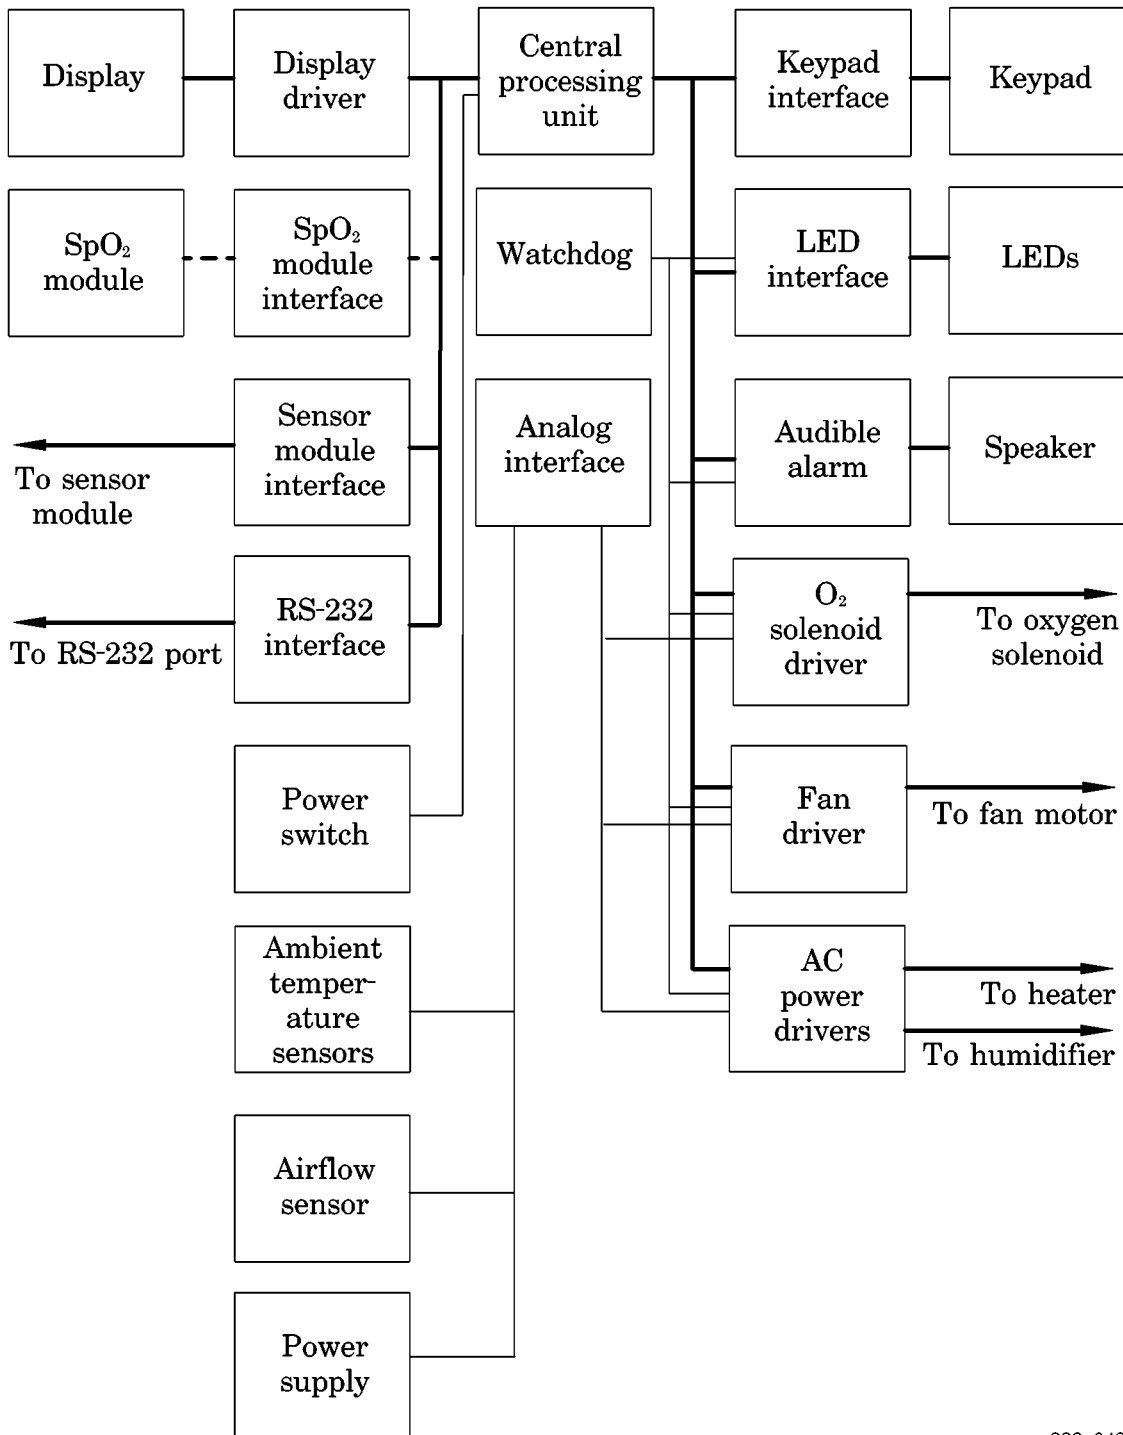 Display
Display
driver
Central
processing
unit
Keypad
interface
Keypad
SpO₂
module
SpO₂
module
interface
Watchdog
LED
interface
LEDs
To sensor
module
Sensor
module
interface
Analog
interface
Audible
alarm
Speaker
To RS-232 port
RS-232
interface
O₂
solenoid
driver
To oxygen
solenoid
Power
switch
Fan
driver
To fan motor
Ambient
temper-
ature
sensors
AC
power
drivers
To heater
To humidifier
Airflow
sensor
Power
supply